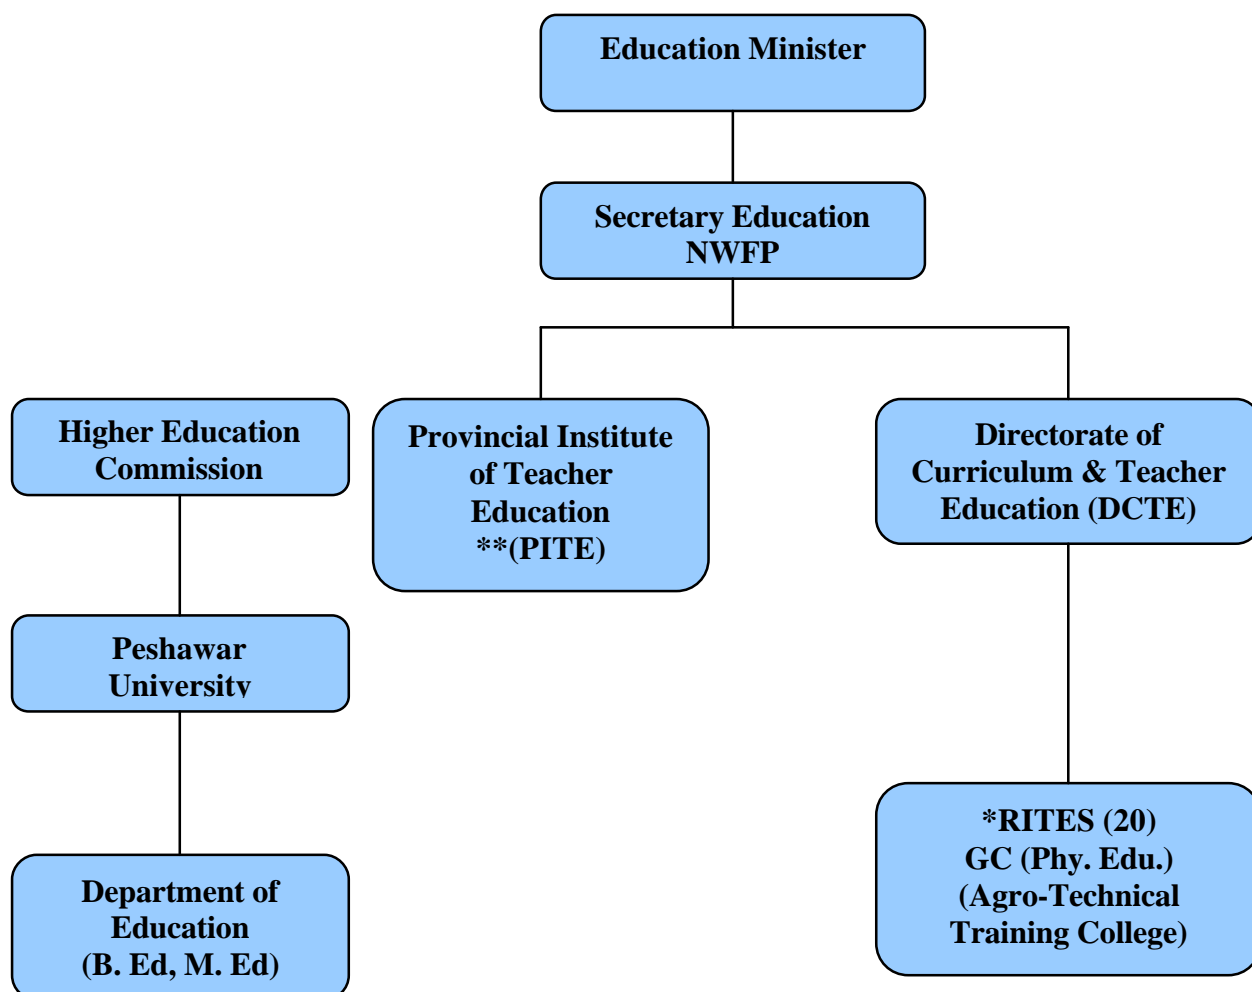 Education Minister
Secretary Education
NWFP
Higher Education
Commission
Provincial Institute
of Teacher
Education
**(PITE)
Directorate of
Curriculum & Teacher
Education (DCTE)
Peshawar
University
*RITES (20)
GC (Phy. Edu.)
(Agro-Technical
Training College)
Department of
Education
(B. Ed, M. Ed)